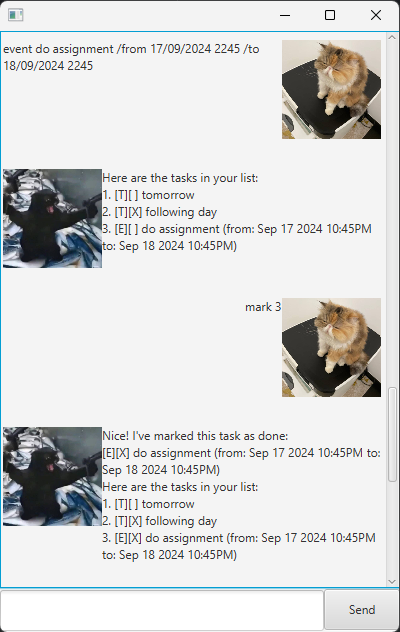 event do assignment /from 17/09/2024 2245 /to
18/09/2024 2245
Here are the tasks in your list:
1. [T][ ] tomorrow
2. [T][X] following day
3. [E][ ] do assignment (from: Sep 17 2024 10:45PM
to: Sep 18 2024 10:45PM)
mark 3
Nice! I've marked this task as done:
[E][X] do assignment (from: Sep 17 2024 10:45PM to:
Sep 18 2024 10:45PM)
Here are the tasks in your list:
1. [T][ ] tomorrow
2. [T][X] following day
3. [E][X] do assignment (from: Sep 17 2024 10:45PM
to: Sep 18 2024 10:45PM)
Send